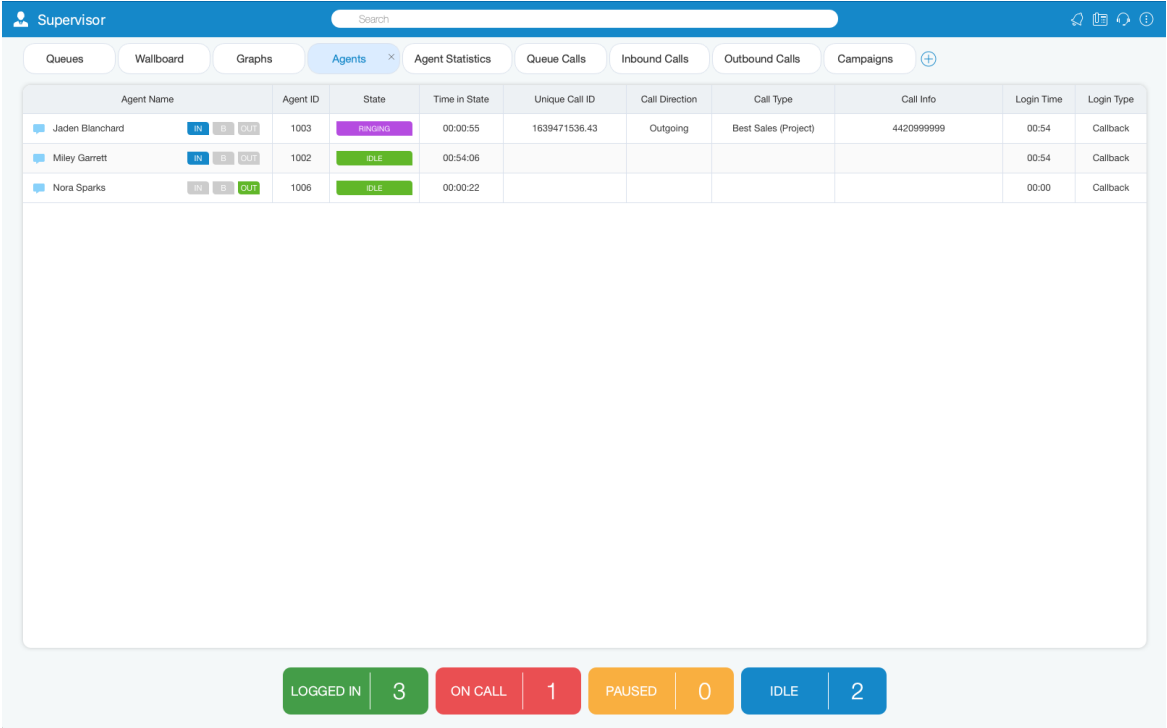 Supervisor
Search
Queues Wallboard Graphs Agents × Agent Statistics Queue Calls Inbound Calls Outbound Calls Campaigns
Agent Name Agent ID State Time in State Unique Call ID Call Direction Call Type Call Info Login Time Login Type
Jaden Blanchard IN B OUT 1003 RINGING 00:00:55 1639471536.43 Outgoing Best Sales (Project) 4420999999 00:54 Callback
Miley Garrett IN B OUT 1002 IDLE 00:54:06 00:54 Callback
Nora Sparks IN B OUT 1006 IDLE 00:00:22 00:00 Callback
LOGGED IN 3 ON CALL 1 PAUSED 0 IDLE 2